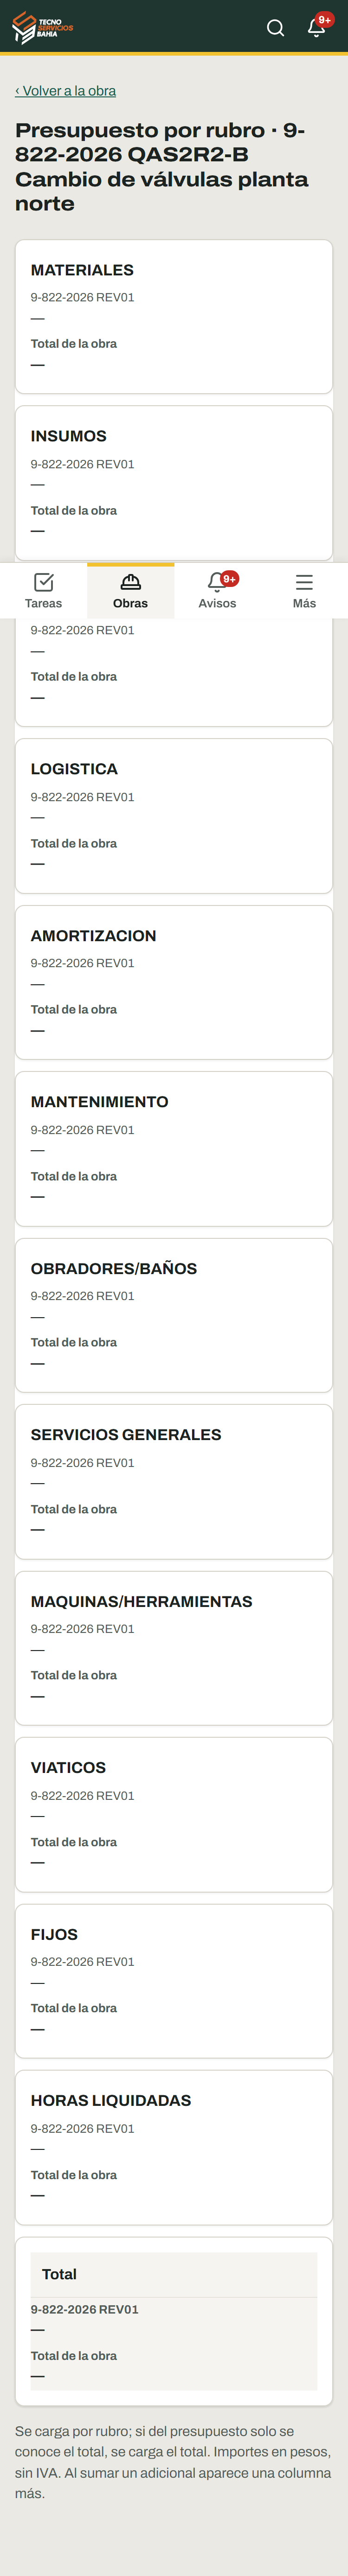 TECNO
SERVICIOS
BAHIA
9+
‹ Volver a la obra
Presupuesto por rubro · 9-
822-2026 QAS2R2-B
Cambio de válvulas planta
norte
MATERIALES
9-822-2026 REV01
—
Total de la obra
—
INSUMOS
9-822-2026 REV01
—
Total de la obra
—
Tareas
Obras
9+
Avisos
Más
9-822-2026 REV01
—
Total de la obra
—
LOGISTICA
9-822-2026 REV01
—
Total de la obra
—
AMORTIZACION
9-822-2026 REV01
—
Total de la obra
—
MANTENIMIENTO
9-822-2026 REV01
—
Total de la obra
—
OBRADORES/BAÑOS
9-822-2026 REV01
—
Total de la obra
—
SERVICIOS GENERALES
9-822-2026 REV01
—
Total de la obra
—
MAQUINAS/HERRAMIENTAS
9-822-2026 REV01
—
Total de la obra
—
VIATICOS
9-822-2026 REV01
—
Total de la obra
—
FIJOS
9-822-2026 REV01
—
Total de la obra
—
HORAS LIQUIDADAS
9-822-2026 REV01
—
Total de la obra
—
Total
9-822-2026 REV01
—
Total de la obra
—
Se carga por rubro; si del presupuesto solo se
conoce el total, se carga el total. Importes en pesos,
sin IVA. Al sumar un adicional aparece una columna
más.